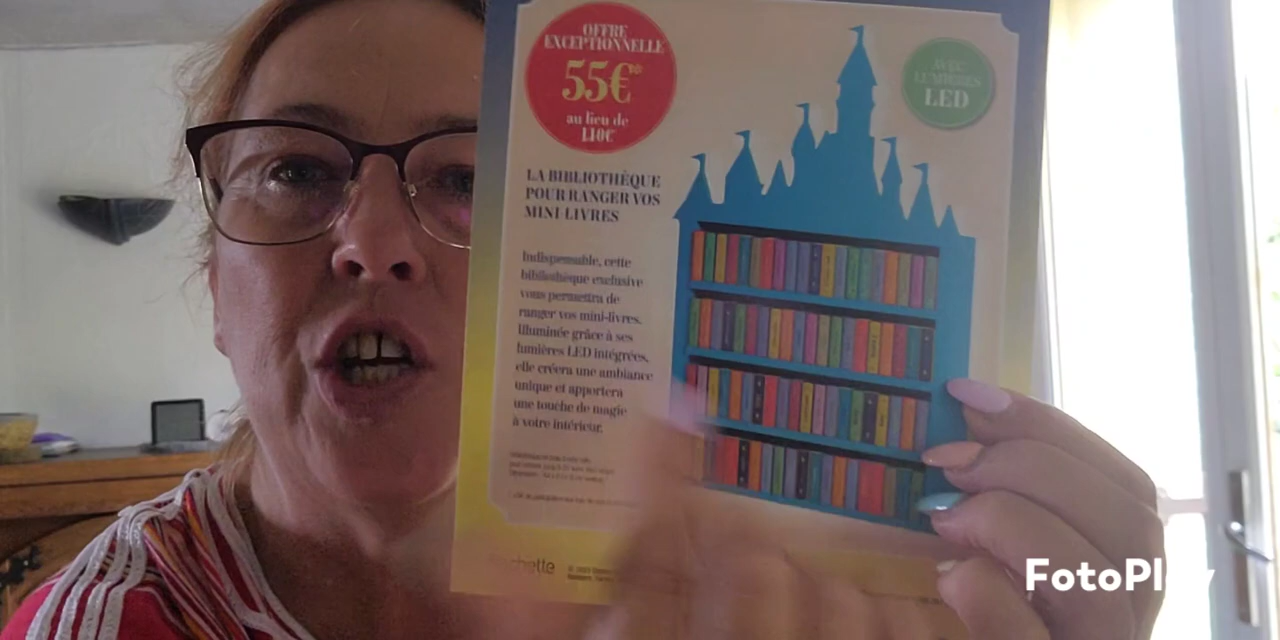 OFFRE
EXCEPTIONNELLE
55€*
au lieu de
110€
AVEC
LUMIÈRES
LED
LA BIBLIOTHÈQUE
POUR RANGER VOS
MINI-LIVRES
Indispensable, cette
bibliothèque exclusive
vous permettra de
ranger vos mini-livres.
Illuminée grâce à ses
lumières LED intégrées,
elle créera une ambiance
unique et apportera
une touche de magie
à votre intérieur.
hachette
FotoPlay